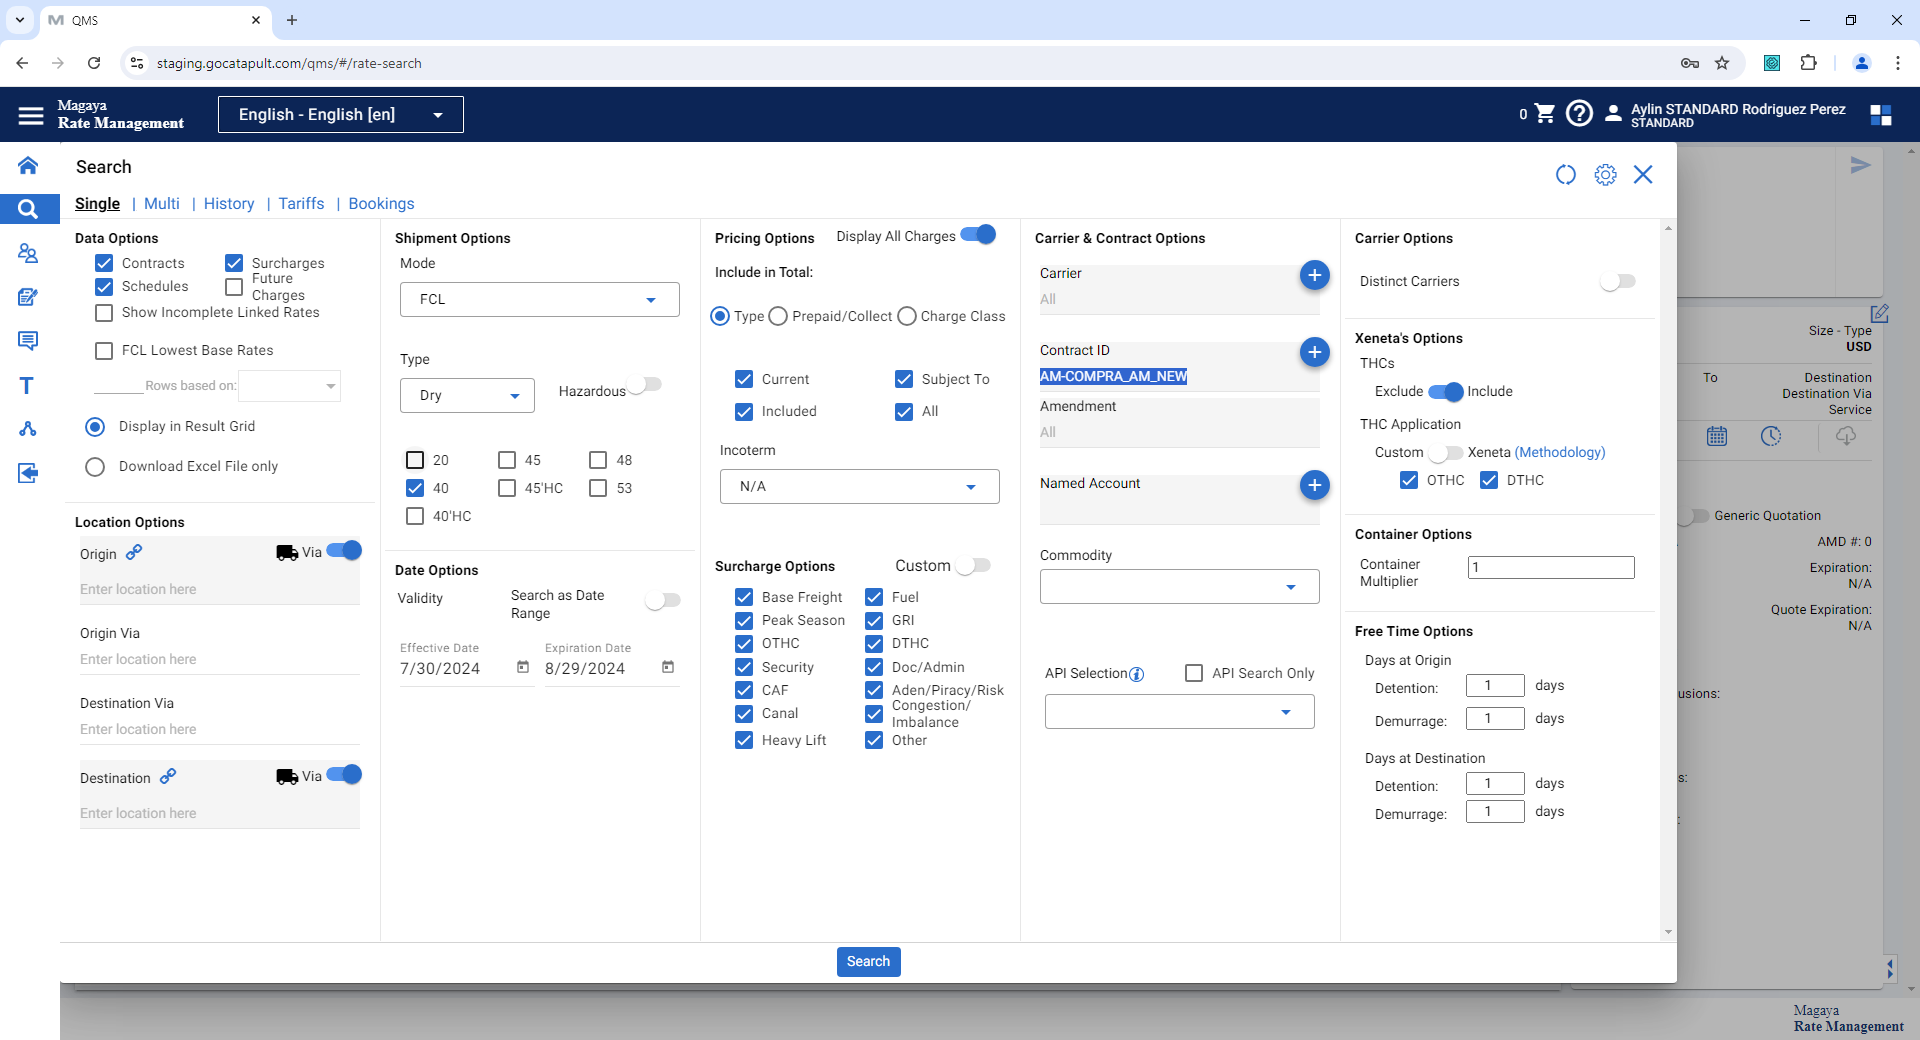 QMS
staging.gocatapult.com/qms/#/rate-search
Magaya
Rate Management
English - English [en]
0
Aylin STANDARD Rodriguez Perez
STANDARD
Search
Single | Multi | History | Tariffs | Bookings
Data Options
Contracts
Surcharges
Schedules
Future Charges
Show Incomplete Linked Rates
FCL Lowest Base Rates
Rows based on:
Display in Result Grid
Download Excel File only
Location Options
Origin
Via
Enter location here
Origin Via
Enter location here
Destination Via
Enter location here
Destination
Via
Enter location here
Shipment Options
Mode
FCL
Type
Dry
Hazardous
20
45
48
40
45'HC
53
40'HC
Date Options
Validity
Search as Date
Range
Effective Date
7/30/2024
Expiration Date
8/29/2024
Pricing Options
Display All Charges
Include in Total:
Type
Prepaid/Collect
Charge Class
Current
Subject To
Included
All
Incoterm
N/A
Surcharge Options
Custom
Base Freight
Fuel
Peak Season
GRI
OTHC
DTHC
Security
Doc/Admin
CAF
Aden/Piracy/Risk
Canal
Congestion/
Imbalance
Heavy Lift
Other
Carrier & Contract Options
Carrier
All
Contract ID
AM-COMPRA_AM_NEW
Amendment
All
Named Account
Commodity
API Selection
API Search Only
Carrier Options
Distinct Carriers
Xeneta's Options
THCs
Exclude
Include
THC Application
Custom
Xeneta (Methodology)
OTHC
DTHC
Container Options
Container
Multiplier
1
Free Time Options
Days at Origin
Detention: 1 days
Demurrage: 1 days
Days at Destination
Detention: 1 days
Demurrage: 1 days
Search
Size - Type
USD
To
Destination
Destination Via
Service
Generic Quotation
AMD #: 0
Expiration:
N/A
Quote Expiration:
N/A
usions:
s:
:
Magaya
Rate Management